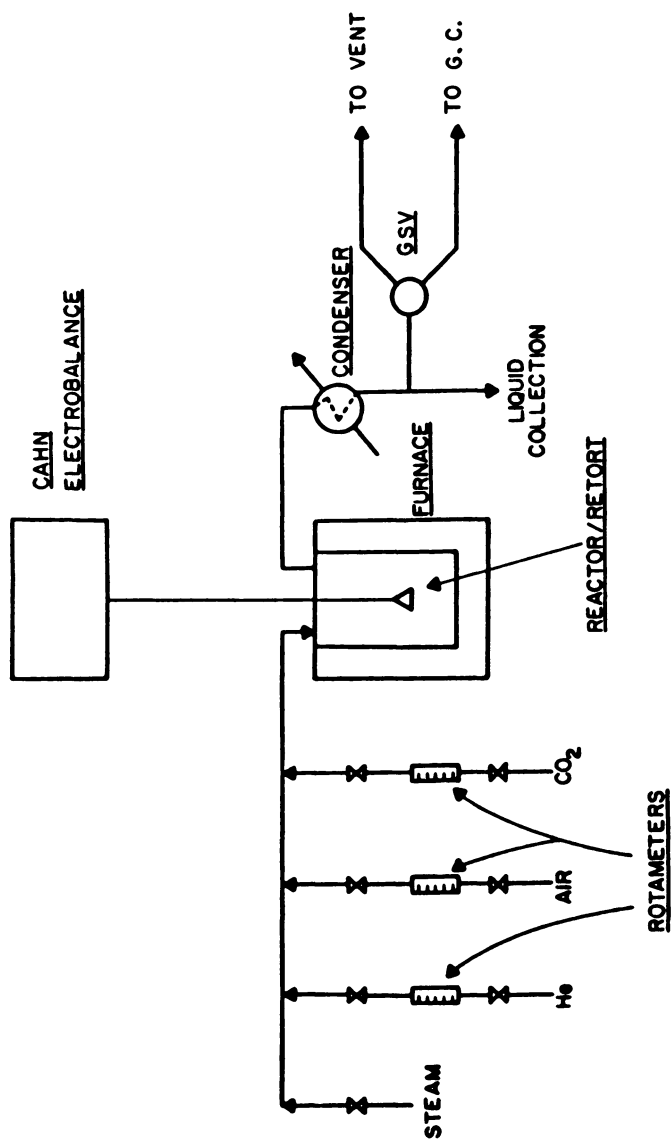 CAHN
ELECTROBALANCE
TO VENT
TO G. C.
GSV
CONDENSER
LIQUID
COLLECTION
FURNACE
REACTOR/RETORT
STEAM
He
AIR
CO2
ROTAMETERS